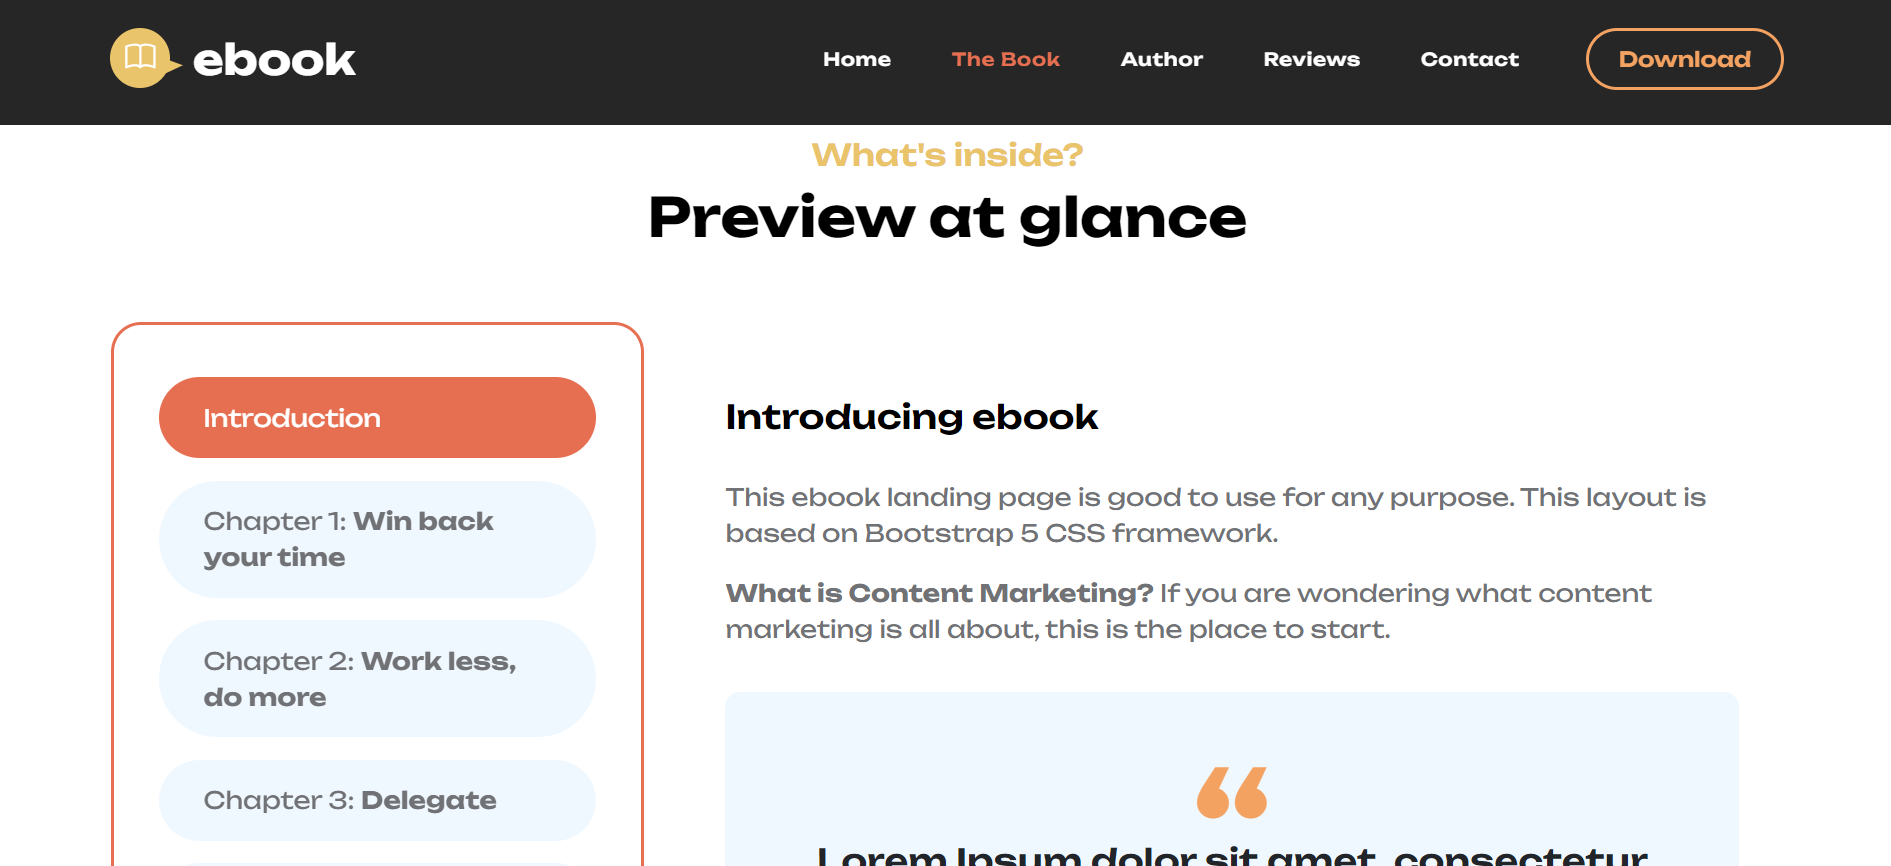 ebook
Home
The Book
Author
Reviews
Contact
Download
What's inside?
Preview at glance
Introduction
Chapter 1: Win back
your time
Chapter 2: Work less,
do more
Chapter 3: Delegate
Introducing ebook
This ebook landing page is good to use for any purpose. This layout is
based on Bootstrap 5 CSS framework.
What is Content Marketing? If you are wondering what content
marketing is all about, this is the place to start.
“
Lorem Ipsum dolor sit amet, consectetur